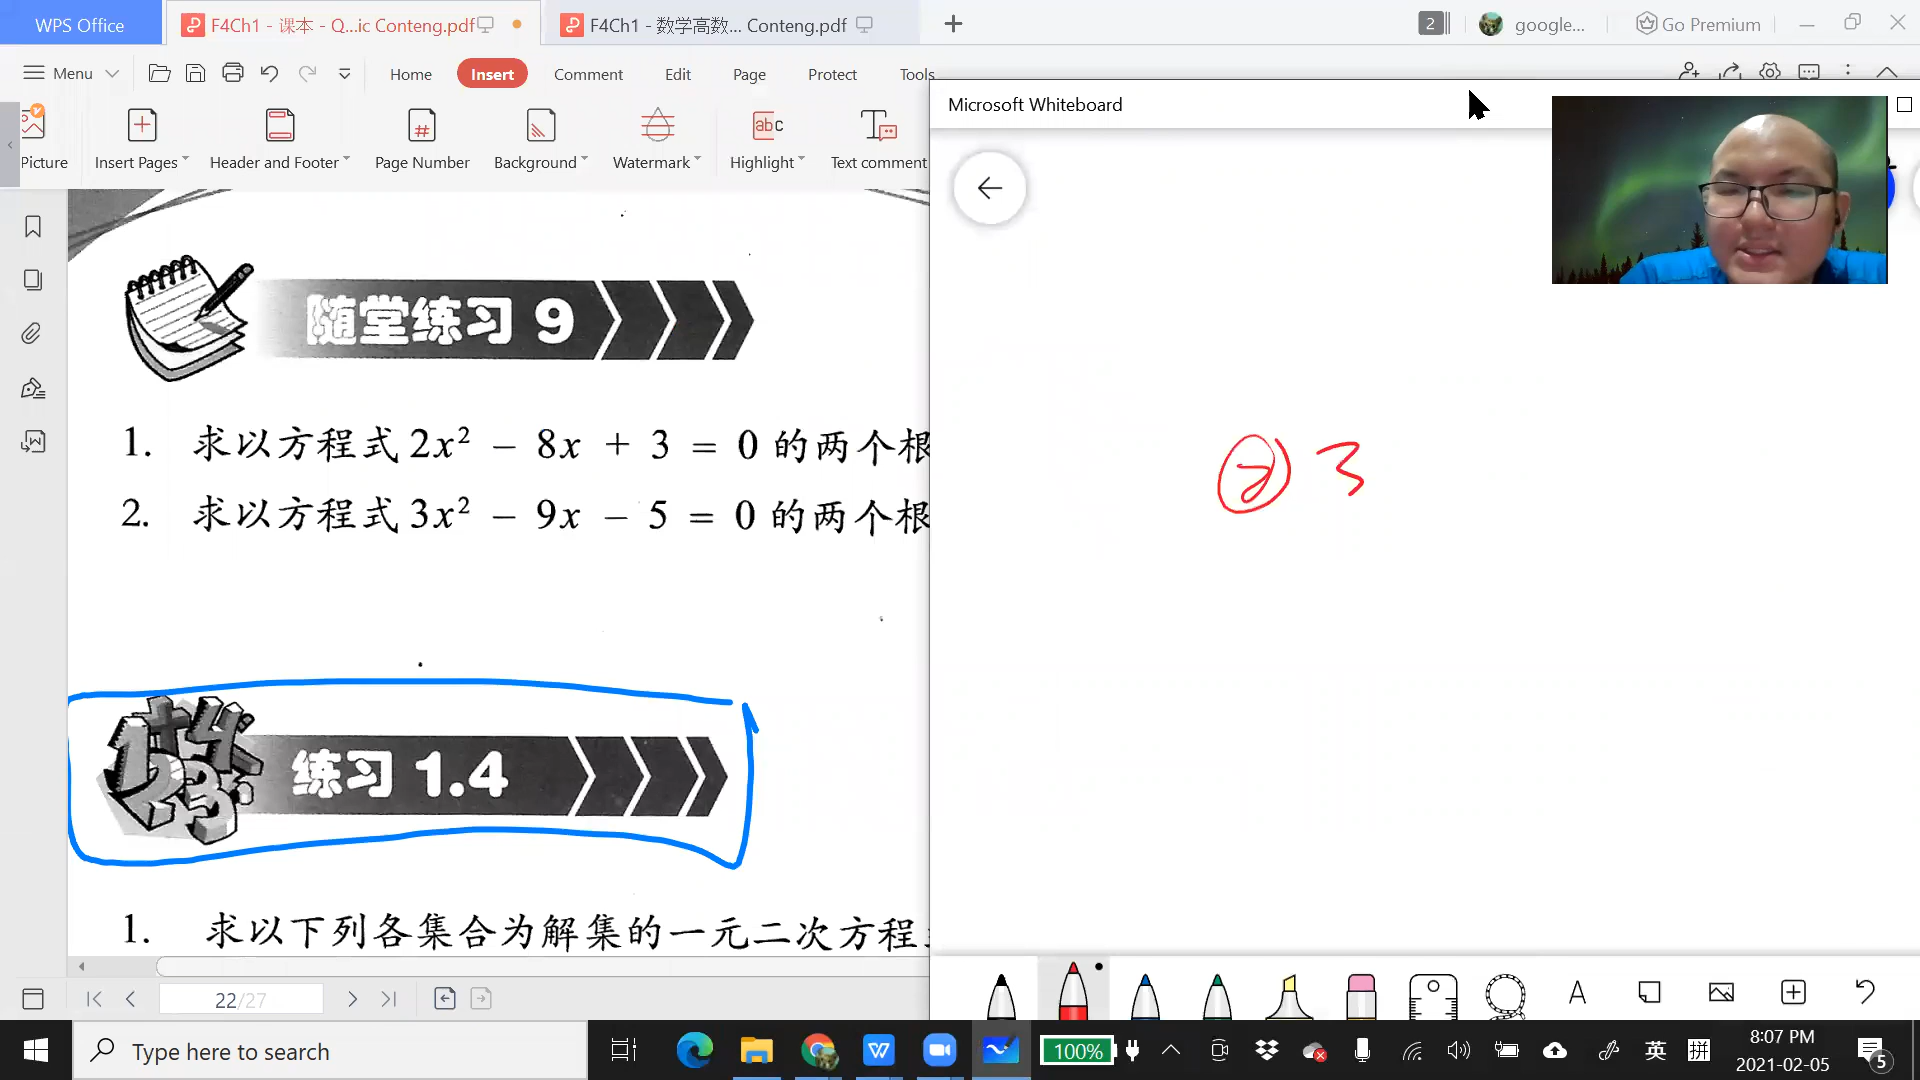 WPS Office
F4Ch1 - 课本 - Q...ic Conteng.pdf
F4Ch1 - 数学高数... Conteng.pdf
2
google...
Go Premium
Menu
Home
Insert
Comment
Edit
Page
Protect
Tools
Picture
Insert Pages
Header and Footer
Page Number
Background
Watermark
Highlight
Text comment
Microsoft Whiteboard
随堂练习 9
1. 求以方程式 2x² - 8x + 3 = 0 的两个根
2. 求以方程式 3x² - 9x - 5 = 0 的两个根
② 3
练习 1.4
1. 求以下列各集合为解集的一元二次方程
22/27
Type here to search
100%
英
拼
8:07 PM
2021-02-05
5